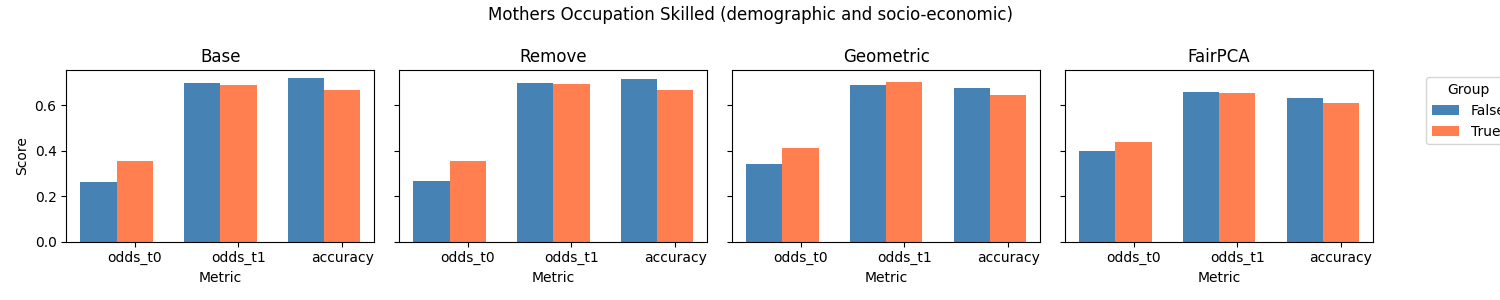 Mothers Occupation Skilled (demographic and socio-economic)
Base
Remove
Geometric
FairPCA
Score
0.6
0.4
0.2
0.0
odds_t0 odds_t1 accuracy
Metric
odds_t0 odds_t1 accuracy
Metric
odds_t0 odds_t1 accuracy
Metric
odds_t0 odds_t1 accuracy
Metric
Group
False
True